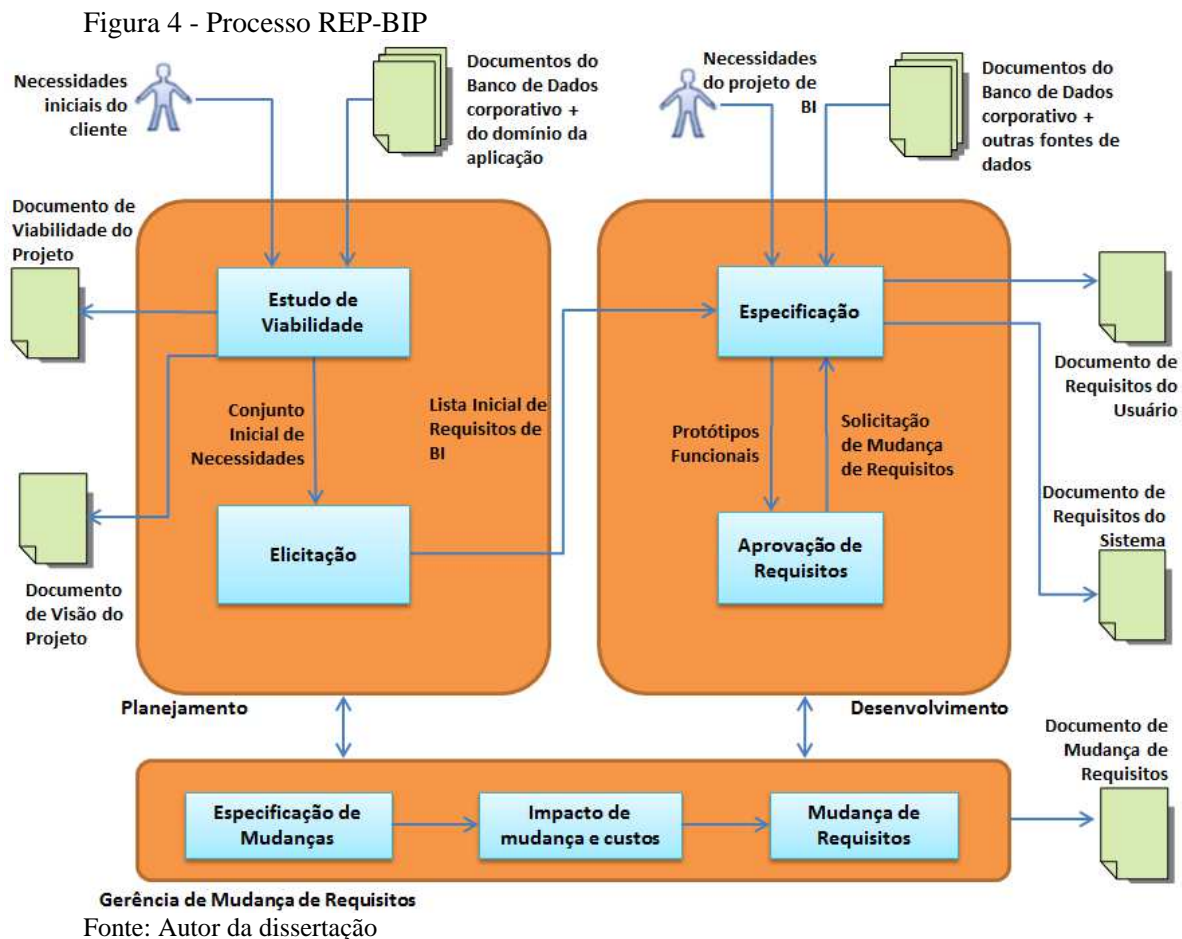 Figura 4 - Processo REP-BIP
Necessidades
iniciais do
cliente
Documentos do
Banco de Dados
corporativo +
do domínio da
aplicação
Necessidades
do projeto de
BI
Documentos do
Banco de Dados
corporativo +
outras fontes de
dados
Documento de
Viabilidade do
Projeto
Estudo de
Viabilidade
Especificação
Documento de
Requisitos do
Usuário
Conjunto
Inicial de
Necessidades
Lista Inicial de
Requisitos de
BI
Protótipos
Funcionais
Solicitação
de Mudança
de Requisitos
Documento de
Requisitos do
Sistema
Elicitação
Aprovação de
Requisitos
Documento
de Visão do
Projeto
Planejamento
Desenvolvimento
Documento de
Mudança de
Requisitos
Especificação de
Mudanças
Impacto de
mudança e custos
Mudança de
Requisitos
Gerência de Mudança de Requisitos
Fonte: Autor da dissertação